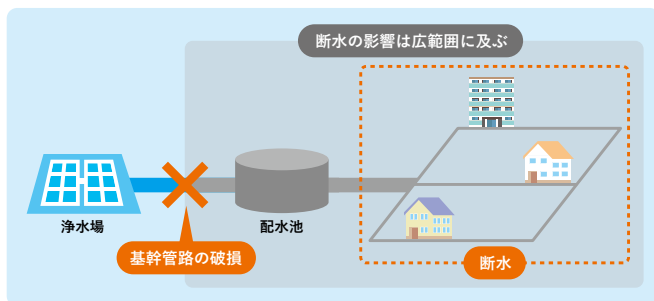 断水の影響は広範囲に及ぶ
浄水場
配水池
基幹管路の破損
断水